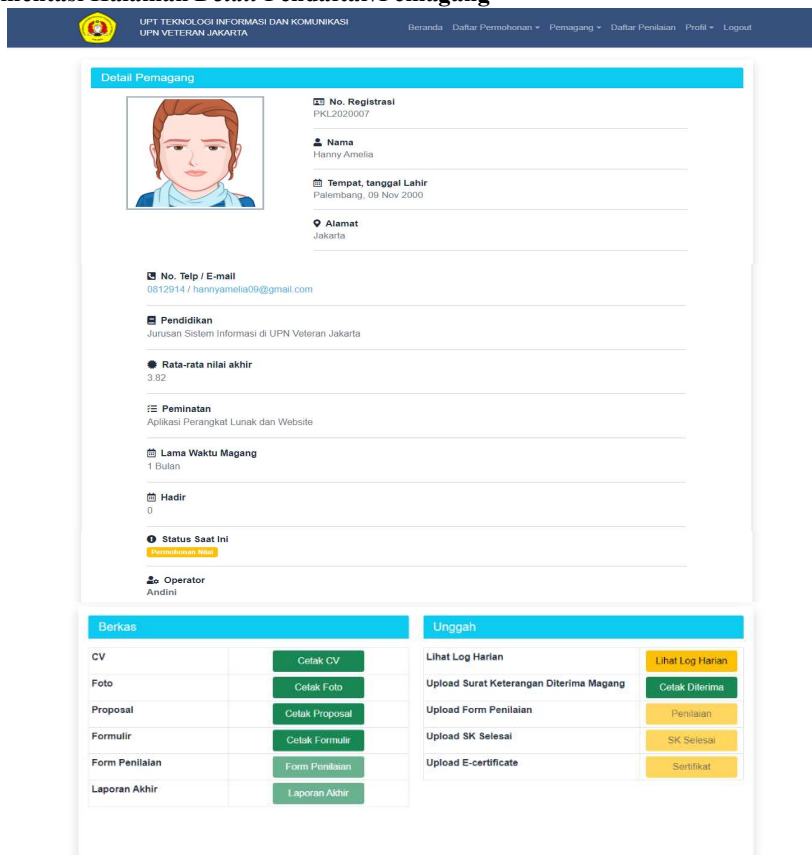 UPT TEKNOLOGI INFORMASI DAN KOMUNIKASI
UPN VETERAN JAKARTA
Beranda Daftar Permohonan Pemagang Daftar Penilaian Profil Logout
Detail Pemagang
No. Registrasi
PKL2020007
Nama
Hanny Amelia
Tempat, tanggal Lahir
Palembang, 09 Nov 2000
Alamat
Jakarta
No. Telp / E-mail
0812914 / hannyamelia09@gmail.com
Pendidikan
Jurusan Sistem Informasi di UPN Veteran Jakarta
Rata-rata nilai akhir
3.82
Peminatan
Aplikasi Perangkat Lunak dan Website
Lama Waktu Magang
1 Bulan
Hadir
0
Status Saat Ini
Permohonan Nilai
Operator
Andini
Berkas
CV Cetak CV
Foto Cetak Foto
Proposal Cetak Proposal
Formulir Cetak Formulir
Form Penilaian Form Penilaian
Laporan Akhir Laporan Akhir
Unggah
Lihat Log Harian Lihat Log Harian
Upload Surat Keterangan Diterima Magang Cetak Diterima
Upload Form Penilaian Penilaian
Upload SK Selesai SK Selesai
Upload E-certificate Sertifikat